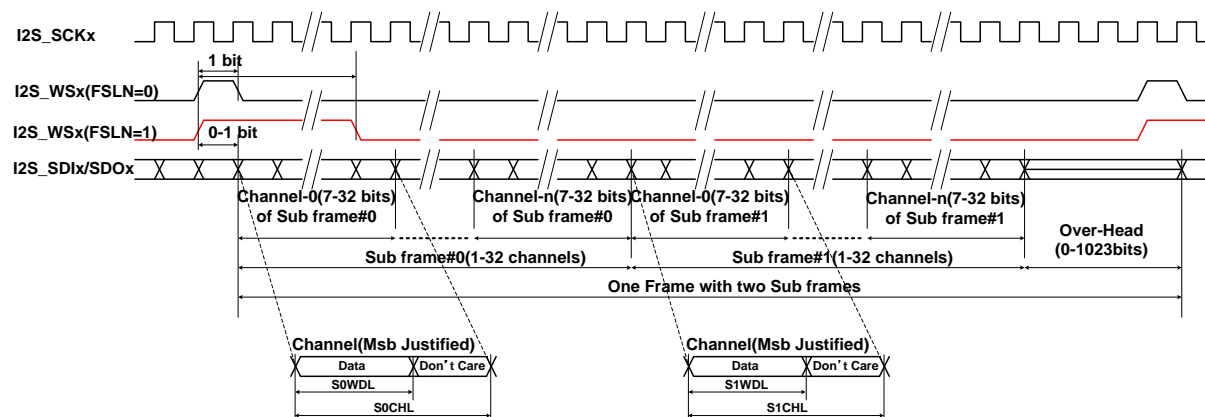 I2S_SCKx
1 bit
I2S_WSx(FSLN=0)
I2S_WSx(FSLN=1)
0-1 bit
I2S_SDIx/SDOx
Channel-0(7-32 bits)
of Sub frame#0
Channel-n(7-32 bits)
of Sub frame#0
Channel-0(7-32 bits)
of Sub frame#1
Channel-n(7-32 bits)
of Sub frame#1
Over-Head
(0-1023bits)
Sub frame#0(1-32 channels)
Sub frame#1(1-32 channels)
One Frame with two Sub frames
Channel(Msb Justified)
Data
Don't Care
S0WDL
S0CHL
Channel(Msb Justified)
Data
Don't Care
S1WDL
S1CHL